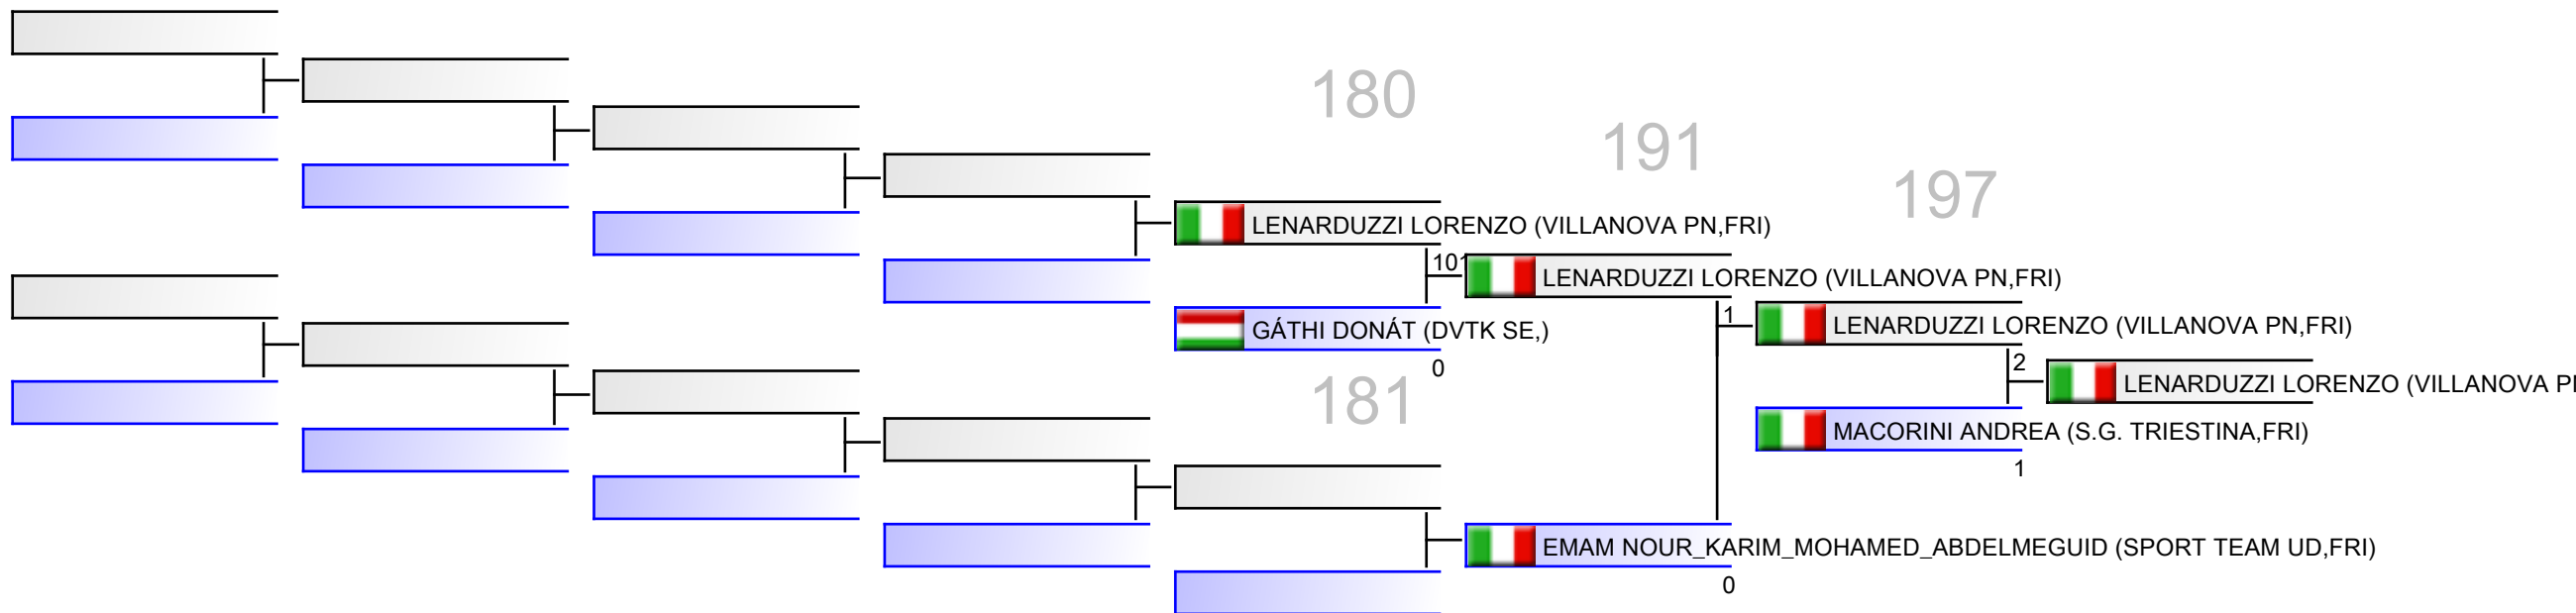 180
191
197
LENARDUZZI LORENZO (VILLANOVA PN,FRI)
101
LENARDUZZI LORENZO (VILLANOVA PN,FRI)
1
LENARDUZZI LORENZO (VILLANOVA PN,FRI)
GÁTHI DONÁT (DVTK SE,)
0
2
LENARDUZZI LORENZO (VILLANOVA
181
MACORINI ANDREA (S.G. TRIESTINA,FRI)
1
EMAM NOUR_KARIM_MOHAMED_ABDELMEGUID (SPORT TEAM UD,FRI)
0